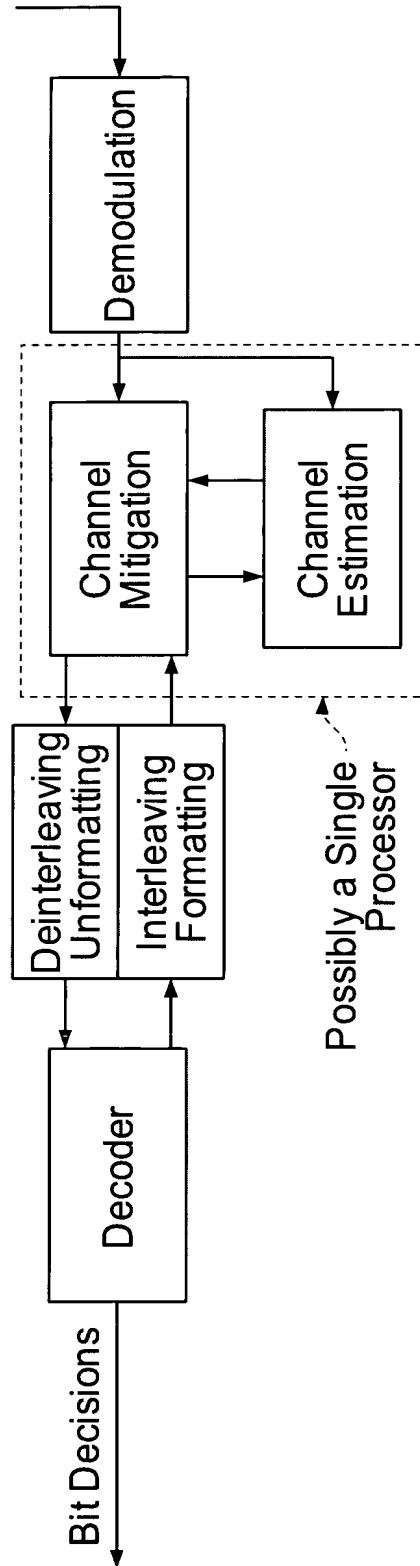 Bit Decisions
Decoder
Deinterleaving
Unformatting
Interleaving
Formatting
Channel
Mitigation
Channel
Estimation
Demodulation
Possibly a Single
Processor